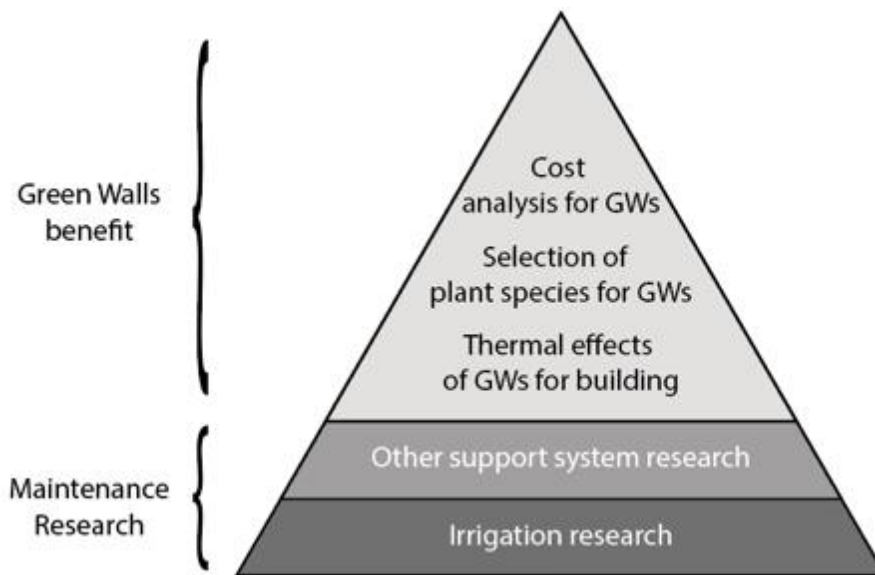 Green Walls
benefit
Cost
analysis for GWs
Selection of
plant species for GWs
Thermal effects
of GWs for building
Maintenance
Research
Other support system research
Irrigation research